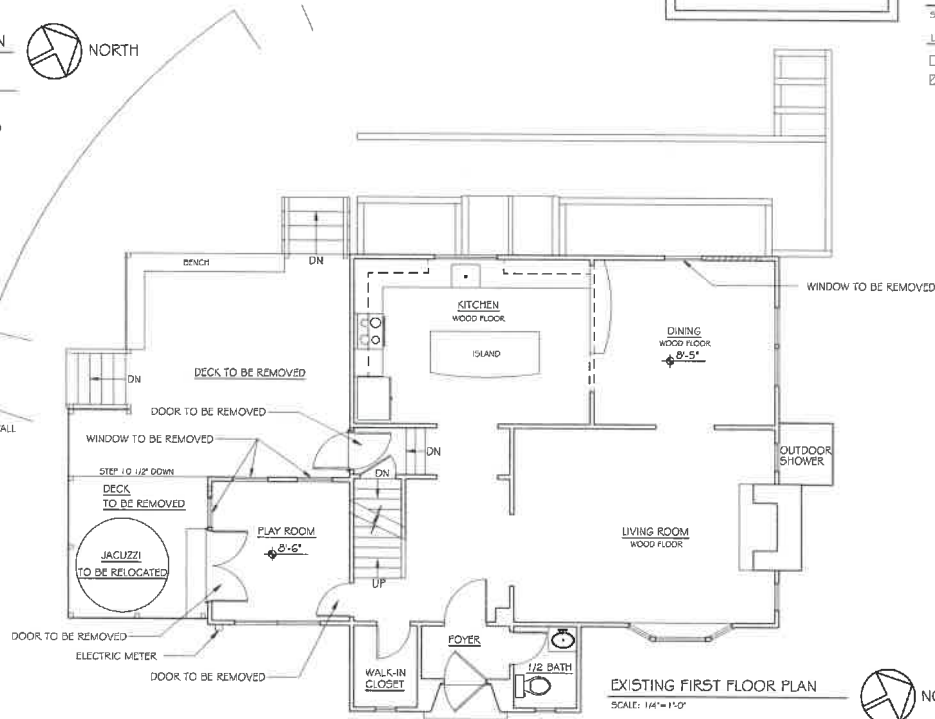 NORTH
BENCH
DN
WINDOW TO BE REMOVED
KITCHEN
WOOD FLOOR
ISLAND
DINING
WOOD FLOOR
8'-5"
DN
DECK TO BE REMOVED
DOOR TO BE REMOVED
WINDOW TO BE REMOVED
DN
OUTDOOR
SHOWER
STEP 10 1/2" DOWN
DN
DECK
TO BE REMOVED
PLAY ROOM
8'-6"
LIVING ROOM
WOOD FLOOR
JACUZZI
TO BE RELOCATED
UP
DOOR TO BE REMOVED
ELECTRIC METER
FOYER
DOOR TO BE REMOVED
WALK-IN
CLOSET
1/2 BATH
EXISTING FIRST FLOOR PLAN
SCALE: 1/4"=1'-0"